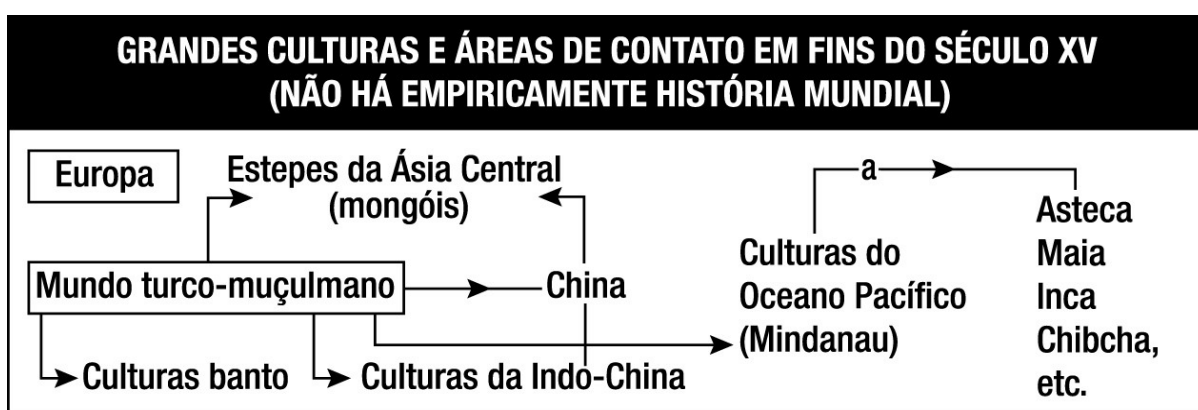 GRANDES CULTURAS E ÁREAS DE CONTATO EM FINS DO SÉCULO XV
(NÃO HÁ EMPIRICAMENTE HISTÓRIA MUNDIAL)
Europa
Estepes da Ásia Central
(mongóis)
a
Mundo turco-muçulmano
China
Culturas banto
Culturas da Indo-China
Culturas do
Oceano Pacífico
(Mindanau)
Asteca
Maia
Inca
Chibcha,
etc.